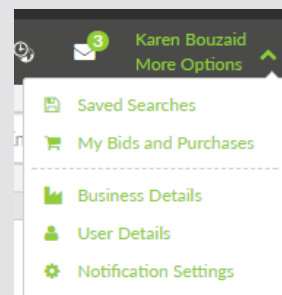 3
Karen Bouzaid
More Options
Saved Searches
My Bids and Purchases
Business Details
User Details
Notification Settings